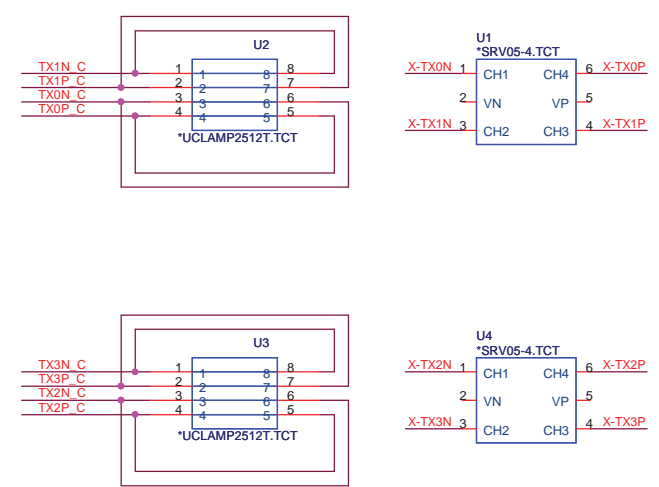 U2
TX1N_C 1 1 8 8
TX1P_C 2 2 7 7
TX0N_C 3 3 6 6
TX0P_C 4 4 5 5
*UCLAMP2512T.TCT
U1
*SRV05-4.TCT
X-TX0N 1 CH1 CH4 6 X-TX0P
2 VN VP 5
X-TX1N 3 CH2 CH3 4 X-TX1P
U3
TX3N_C 1 1 8 8
TX3P_C 2 2 7 7
TX2N_C 3 3 6 6
TX2P_C 4 4 5 5
*UCLAMP2512T.TCT
U4
*SRV05-4.TCT
X-TX2N 1 CH1 CH4 6 X-TX2P
2 VN VP 5
X-TX3N 3 CH2 CH3 4 X-TX3P